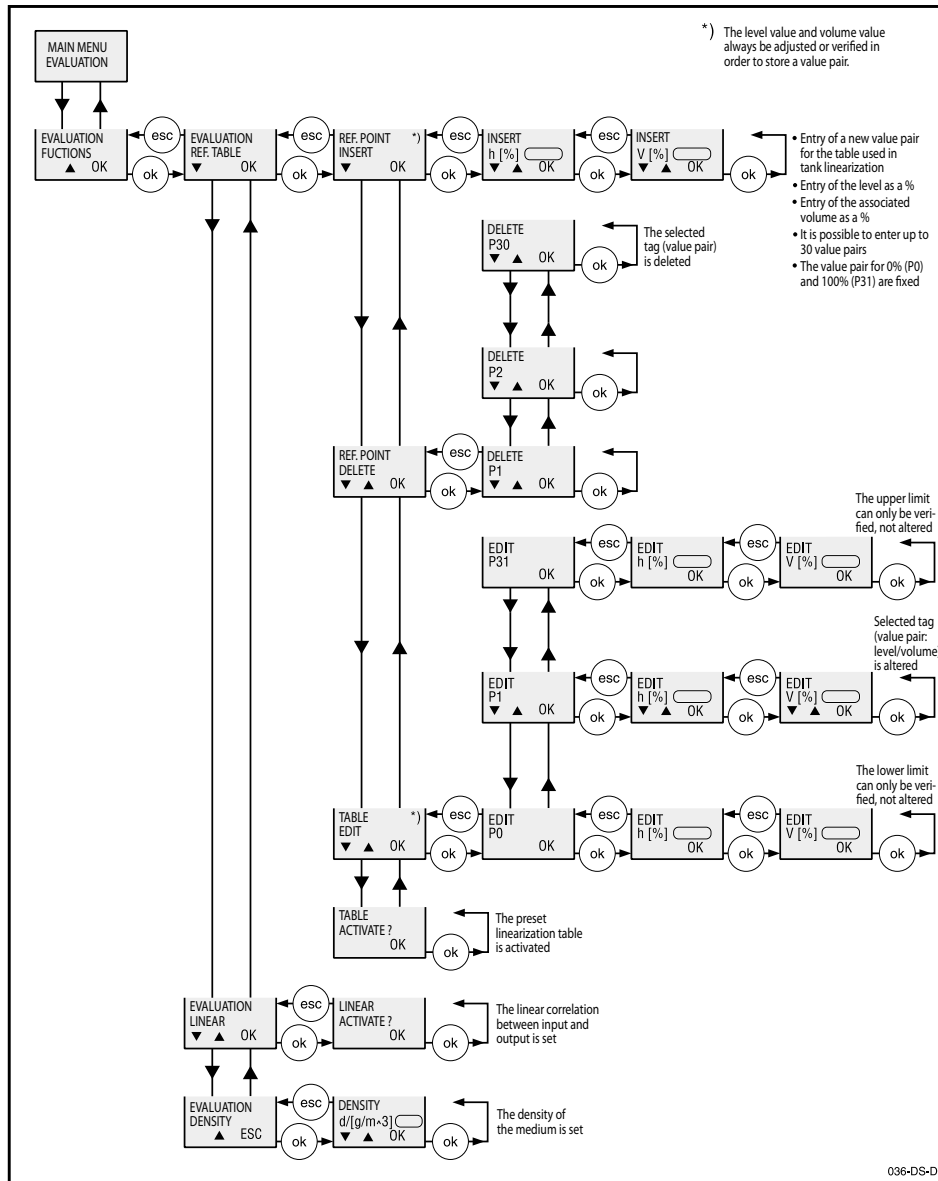 *) The level value and volume value
always be adjusted or verified in
order to store a value pair.
MAIN MENU
EVALUATION
EVALUATION
FUCTIONS
▲ OK
esc
ok
EVALUATION
REF. TABLE
▼ OK
esc
ok
REF. POINT *)
INSERT
▼ OK
esc
ok
INSERT
h [%]
▼ ▲ OK
esc
ok
INSERT
V [%]
▼ ▲ OK
ok
• Entry of a new value pair
for the table used in
tank linearization
• Entry of the level as a %
• Entry of the associated
volume as a %
• It is possible to enter up to
30 value pairs
• The value pair for 0% (P0)
and 100% (P31) are fixed
DELETE
P30
▼ ▲ OK
ok
The selected
tag (value pair)
is deleted
DELETE
P2
▼ ▲ OK
ok
REF. POINT
DELETE
▼ ▲ OK
esc
ok
DELETE
P1
▼ ▲ OK
ok
The upper limit
can only be veri-
fied, not altered
EDIT
P31
OK
esc
ok
EDIT
h [%]
OK
esc
ok
EDIT
V [%]
OK
ok
Selected tag
(value pair:
level/volume
is altered
EDIT
P1
▼ ▲ OK
esc
ok
EDIT
h [%]
▼ ▲ OK
esc
ok
EDIT
V [%]
▼ ▲ OK
ok
The lower limit
can only be veri-
fied, not altered
TABLE *)
EDIT
▼ ▲ OK
esc
ok
EDIT
P0
OK
esc
ok
EDIT
h [%]
OK
esc
ok
EDIT
V [%]
OK
ok
TABLE
ACTIVATE ?
OK
ok
The preset
linearization table
is activated
EVALUATION
LINEAR
▼ ▲ OK
esc
ok
LINEAR
ACTIVATE ?
OK
ok
The linear correlation
between input and
output is set
EVALUATION
DENSITY
▲ ESC
esc
ok
DENSITY
d/[g/m^3]
▼ ▲ OK
ok
The density of
the medium is set
036-DS-D